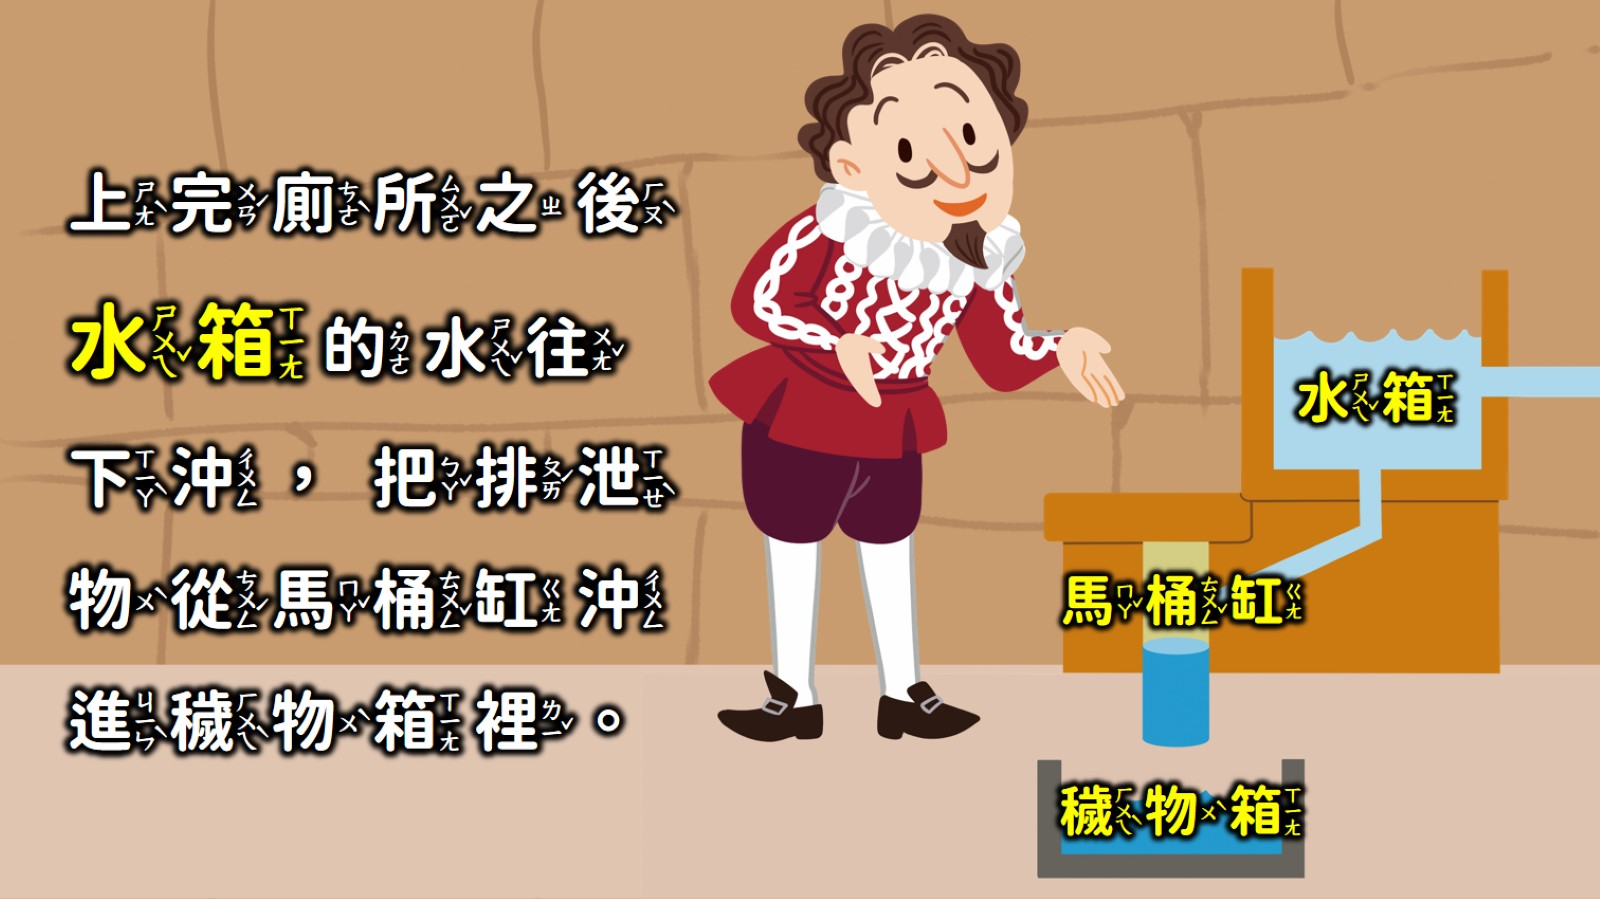 上完廁所之後
水箱的水往
下沖，把排泄
物從馬桶缸沖
進穢物箱裡。
水箱
馬桶缸
穢物箱